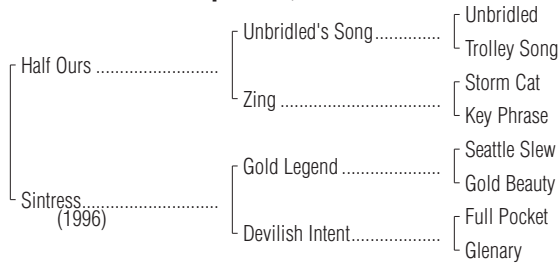 Unbridled
Unbridled's Song..............
Trolley Song
Half Ours ..........................
Storm Cat
Zing ..................................
Key Phrase
Seattle Slew
Gold Legend .....................
Gold Beauty
Sintress.............................
(1996)
Full Pocket
Devilish Intent...................
Glenary